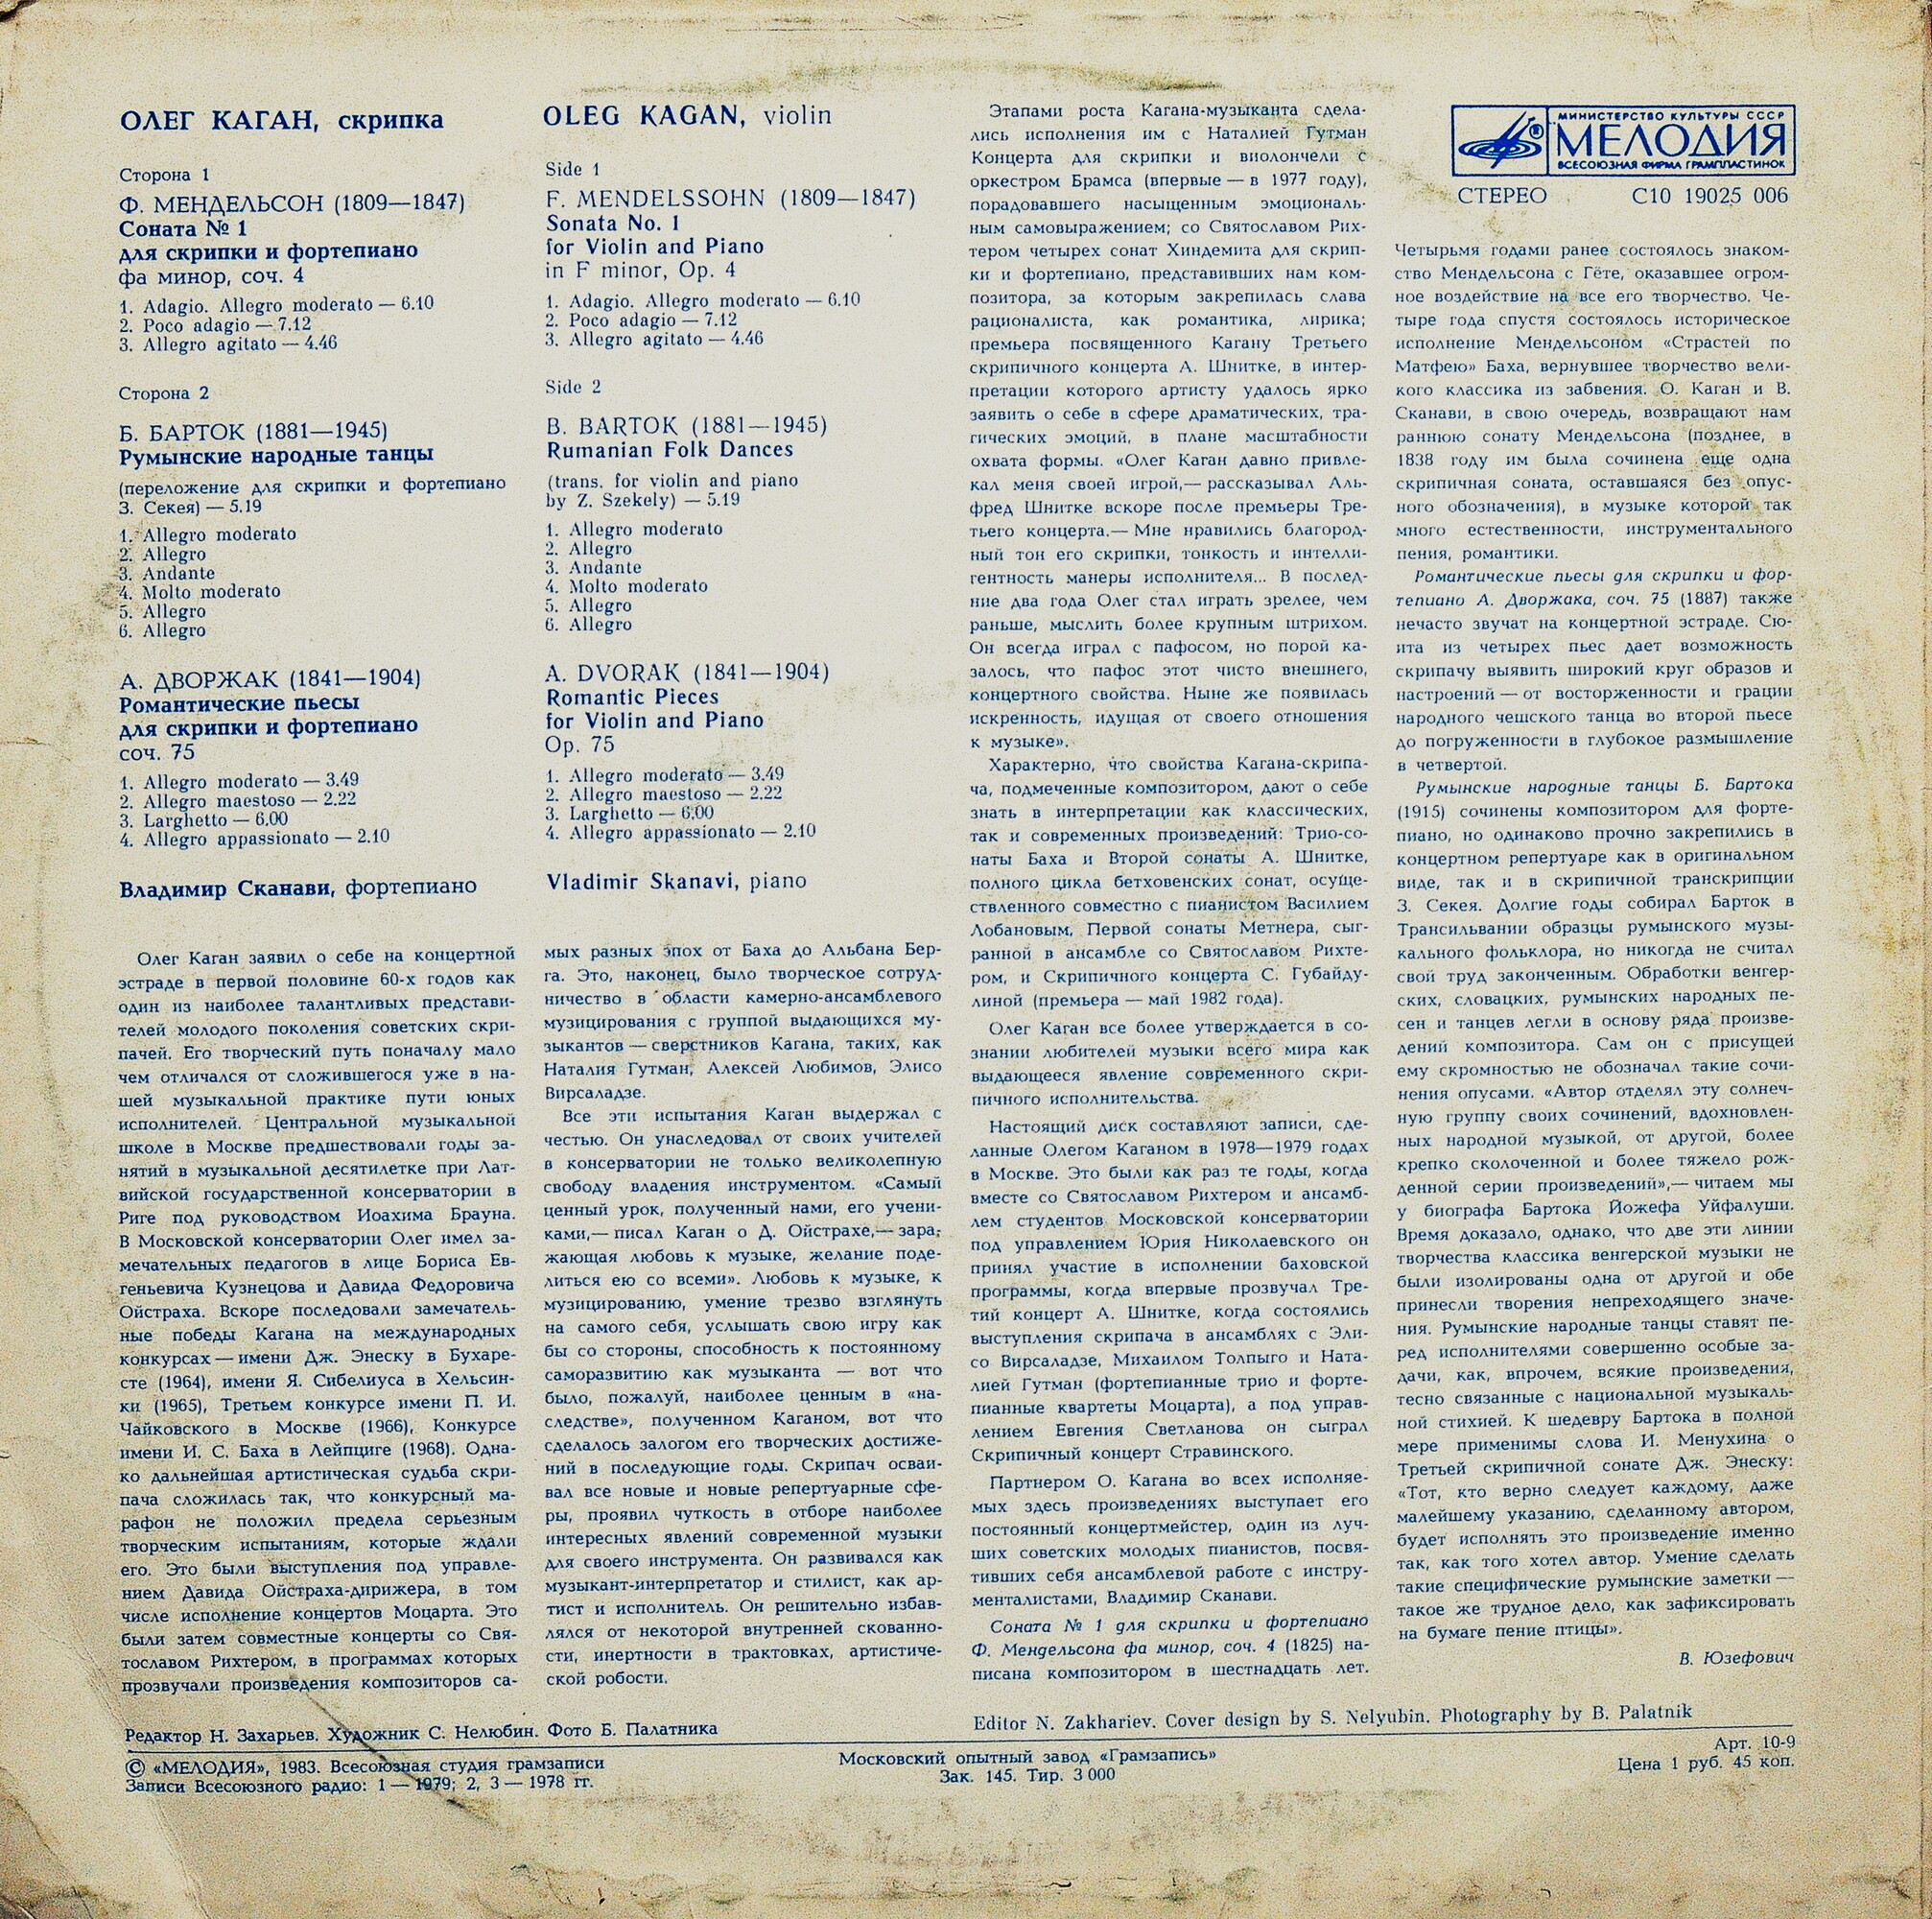 ОЛЕГ КАГАН, скрипка
Сторона 1
Ф. МЕНДЕЛЬСОН (1809—1847)
Соната № 1
для скрипки и фортепиано
фа минор, соч. 4
1. Adagio. Allegro moderato — 6.10
2. Poco adagio — 7.12
3. Allegro agitato — 4.46
Сторона 2
Б. БАРТОК (1881—1945)
Румынские народные танцы
(переложение для скрипки и фортепиано
З. Секея) — 5.19
1. Allegro moderato
2. Allegro
3. Andante
4. Molto moderato
5. Allegro
6. Allegro
А. ДВОРЖАК (1841—1904)
Романтические пьесы
для скрипки и фортепиано
соч. 75
1. Allegro moderato — 3.49
2. Allegro maestoso — 2.22
3. Larghetto — 6.00
4. Allegro appassionato — 2.10
Владимир Сканави, фортепиано
OLEG KAGAN, violin
Side 1
F. MENDELSSOHN (1809—1847)
Sonata No. 1
for Violin and Piano
in F minor, Op. 4
1. Adagio. Allegro moderato — 6.10
2. Poco adagio — 7.12
3. Allegro agitato — 4.46
Side 2
B. BARTOK (1881—1945)
Rumanian Folk Dances
(trans. for violin and piano
by Z. Szekely) — 5.19
1. Allegro moderato
2. Allegro
3. Andante
4. Molto moderato
5. Allegro
6. Allegro
A. DVORAK (1841—1904)
Romantic Pieces
for Violin and Piano
Op. 75
1. Allegro moderato — 3.49
2. Allegro maestoso — 2.22
3. Larghetto — 6.00
4. Allegro appassionato — 2.10
Vladimir Skanavi, piano
Олег Каган заявил о себе на концертной
эстраде в первой половине 60-х годов как
один из наиболее талантливых представи-
телей молодого поколения советских скри-
пачей. Его творческий путь поначалу мало
чем отличался от сложившегося уже в на-
шей музыкальной практике пути юных
исполнителей. Центральной музыкальной
школе в Москве предшествовали годы за-
нятий в музыкальной десятилетке при Лат-
вийской государственной консерватории в
Риге под руководством Иоахима Брауна.
В Московской консерватории Олег имел за-
мечательных педагогов в лице Бориса Ев-
геньевича Кузнецова и Давида Федоровича
Ойстраха. Вскоре последовали замечатель-
ные победы Кагана на международных
конкурсах — имени Дж. Энеску в Бухаре-
сте (1964), имени Я. Сибелиуса в Хельсин-
ки (1965), Третьем конкурсе имени П. И.
Чайковского в Москве (1966), Конкурсе
имени И. С. Баха в Лейпциге (1968). Одна-
ко дальнейшая артистическая судьба скри-
пача сложилась так, что конкурсный ма-
рафон не положил предела серьезным
творческим испытаниям, которые ждали
его. Это были выступления под управле-
нием Давида Ойстраха-дирижера, в том
числе исполнение концертов Моцарта. Это
были затем совместные концерты со Свя-
тославом Рихтером, в программах которых
прозвучали произведения композиторов са-
мых разных эпох от Баха до Альбана Бер-
га. Это, наконец, было творческое сотруд-
ничество в области камерно-ансамблевого
музицирования с группой выдающихся му-
зыкантов — сверстников Кагана, таких, как
Наталия Гутман, Алексей Любимов, Элисо
Вирсаладзе.
Все эти испытания Каган выдержал с
честью. Он унаследовал от своих учителей
в консерватории не только великолепную
свободу владения инструментом. «Самый
ценный урок, полученный нами, его учени-
ками,— писал Каган о Д. Ойстрахе,— зара-
жающая любовь к музыке, желание поде-
литься ею со всеми». Любовь к музыке, к
музицированию, умение трезво взглянуть
на самого себя, услышать свою игру как
бы со стороны, способность к постоянному
саморазвитию как музыканта — вот что
было, пожалуй, наиболее ценным в «на-
следстве», полученном Каганом, вот что
сделалось залогом его творческих достиже-
ний в последующие годы. Скрипач осваи-
вал все новые и новые репертуарные сфе-
ры, проявил чуткость в отборе наиболее
интересных явлений современной музыки
для своего инструмента. Он развивался как
музыкант-интерпретатор и стилист, как ар-
тист и исполнитель. Он решительно избав-
лялся от некоторой внутренней скованно-
сти, инертности в трактовках, артистиче-
ской робости.
Этапами роста Кагана-музыканта сдела-
лись исполнения им с Наталией Гутман
Концерта для скрипки и виолончели с
оркестром Брамса (впервые — в 1977 году),
порадовавшего насыщенным эмоциональ-
ным самовыражением; со Святославом Рих-
тером четырех сонат Хиндемита для скрип-
ки и фортепиано, представивших нам ком-
позитора, за которым закрепилась слава
рационалиста, как романтика, лирика;
премьера посвященного Кагану Третьего
скрипичного концерта А. Шнитке, в интер-
претации которого артисту удалось ярко
заявить о себе в сфере драматических, тра-
гических эмоций, в плане масштабности
охвата формы. «Олег Каган давно привле-
кал меня своей игрой,— рассказывал Аль-
фред Шнитке вскоре после премьеры Тре-
тьего концерта.— Мне нравились благород-
ный тон его скрипки, тонкость и интелли-
гентность манеры исполнителя... В послед-
ние два года Олег стал играть зрелее, чем
раньше, мыслить более крупным штрихом.
Он всегда играл с пафосом, но порой ка-
залось, что пафос этот чисто внешнего,
концертного свойства. Ныне же появилась
искренность, идущая от своего отношения
к музыке».
Характерно, что свойства Кагана-скрипа-
ча, подмеченные композитором, дают о себе
знать в интерпретации как классических,
так и современных произведений: Трио-со-
наты Баха и Второй сонаты А. Шнитке,
полного цикла бетховенских сонат, осуще-
ствленного совместно с пианистом Василием
Лобановым, Первой сонаты Метнера, сыг-
ранной в ансамбле со Святославом Рихте-
ром, и Скрипичного концерта С. Губайду-
линой (премьера — май 1982 года).
Олег Каган все более утверждается в со-
знании любителей музыки всего мира как
выдающееся явление современного скри-
пичного исполнительства.
Настоящий диск составляют записи, сде-
ланные Олегом Каганом в 1978—1979 годах
в Москве. Это были как раз те годы, когда
вместе со Святославом Рихтером и ансамб-
лем студентов Московской консерватории
под управлением Юрия Николаевского он
принял участие в исполнении баховской
программы, когда впервые прозвучал Тре-
тий концерт А. Шнитке, когда состоялись
выступления скрипача в ансамблях с Эли-
со Вирсаладзе, Михаилом Толпыго и Ната-
лией Гутман (фортепианные трио и форте-
пианные квартеты Моцарта), а под управ-
лением Евгения Светланова он сыграл
Скрипичный концерт Стравинского.
Партнером О. Кагана во всех исполняе-
мых здесь произведениях выступает его
постоянный концертмейстер, один из луч-
ших советских молодых пианистов, посвя-
тивших себя ансамблевой работе с инстру-
менталистами, Владимир Сканави.
Соната № 1 для скрипки и фортепиано
Ф. Мендельсона фа минор, соч. 4 (1825) на-
писана композитором в шестнадцать лет.
МИНИСТЕРСТВО КУЛЬТУРЫ СССР
МЕЛОДИЯ
ВСЕСОЮЗНАЯ ФИРМА ГРАМПЛАСТИНОК
СТЕРЕО С10 19025 006
Четырьмя годами ранее состоялось знаком-
ство Мендельсона с Гёте, оказавшее огром-
ное воздействие на все его творчество. Че-
тыре года спустя состоялось историческое
исполнение Мендельсоном «Страстей по
Матфею» Баха, вернувшее творчество вели-
кого классика из забвения. О. Каган и В.
Сканави, в свою очередь, возвращают нам
раннюю сонату Мендельсона (позднее, в
1838 году им была сочинена еще одна
скрипичная соната, оставшаяся без опус-
ного обозначения), в музыке которой так
много естественности, инструментального
пения, романтики.
Романтические пьесы для скрипки и фор-
тепиано А. Дворжака, соч. 75 (1887) также
нечасто звучат на концертной эстраде. Сю-
ита из четырех пьес дает возможность
скрипачу выявить широкий круг образов и
настроений — от восторженности и грации
народного чешского танца во второй пьесе
до погруженности в глубокое размышление
в четвертой.
Румынские народные танцы Б. Бартока
(1915) сочинены композитором для форте-
пиано, но одинаково прочно закрепились в
концертном репертуаре как в оригинальном
виде, так и в скрипичной транскрипции
З. Секея. Долгие годы собирал Барток в
Трансильвании образцы румынского музы-
кального фольклора, но никогда не считал
свой труд законченным. Обработки венгер-
ских, словацких, румынских народных пе-
сен и танцев легли в основу ряда произве-
дений композитора. Сам он с присущей
ему скромностью не обозначал такие сочи-
нения опусами. «Автор отделял эту солнеч-
ную группу своих сочинений, вдохновлен-
ных народной музыкой, от другой, более
крепко сколоченной и более тяжело рож-
денной серии произведений»,— читаем мы
у биографа Бартока Йожефа Уйфалуши.
Время доказало, однако, что две эти линии
творчества классика венгерской музыки не
были изолированы одна от другой и обе
принесли творения непреходящего значе-
ния. Румынские народные танцы ставят пе-
ред исполнителями совершенно особые за-
дачи, как, впрочем, всякие произведения,
тесно связанные с национальной музыкаль-
ной стихией. К шедевру Бартока в полной
мере применимы слова И. Менухина о
Третьей скрипичной сонате Дж. Энеску:
«Тот, кто верно следует каждому, даже
малейшему указанию, сделанному автором,
будет исполнять это произведение именно
так, как того хотел автор. Умение сделать
такие специфические румынские заметки —
такое же трудное дело, как зафиксировать
на бумаге пение птицы».
В. Юзефович
Редактор Н. Захарьев. Художник С. Нелюбин. Фото Б. Палатника
Editor N. Zakhariev. Cover design by S. Nelyubin. Photography by B. Palatnik
© «МЕЛОДИЯ», 1983. Всесоюзная студия грамзаписи
Записи Всесоюзного радио: 1 — 1979; 2, 3 — 1978 гг.
Московский опытный завод «Грамзапись»
Зак. 145. Тир. 3 000
Арт. 10-9
Цена 1 руб. 45 коп.